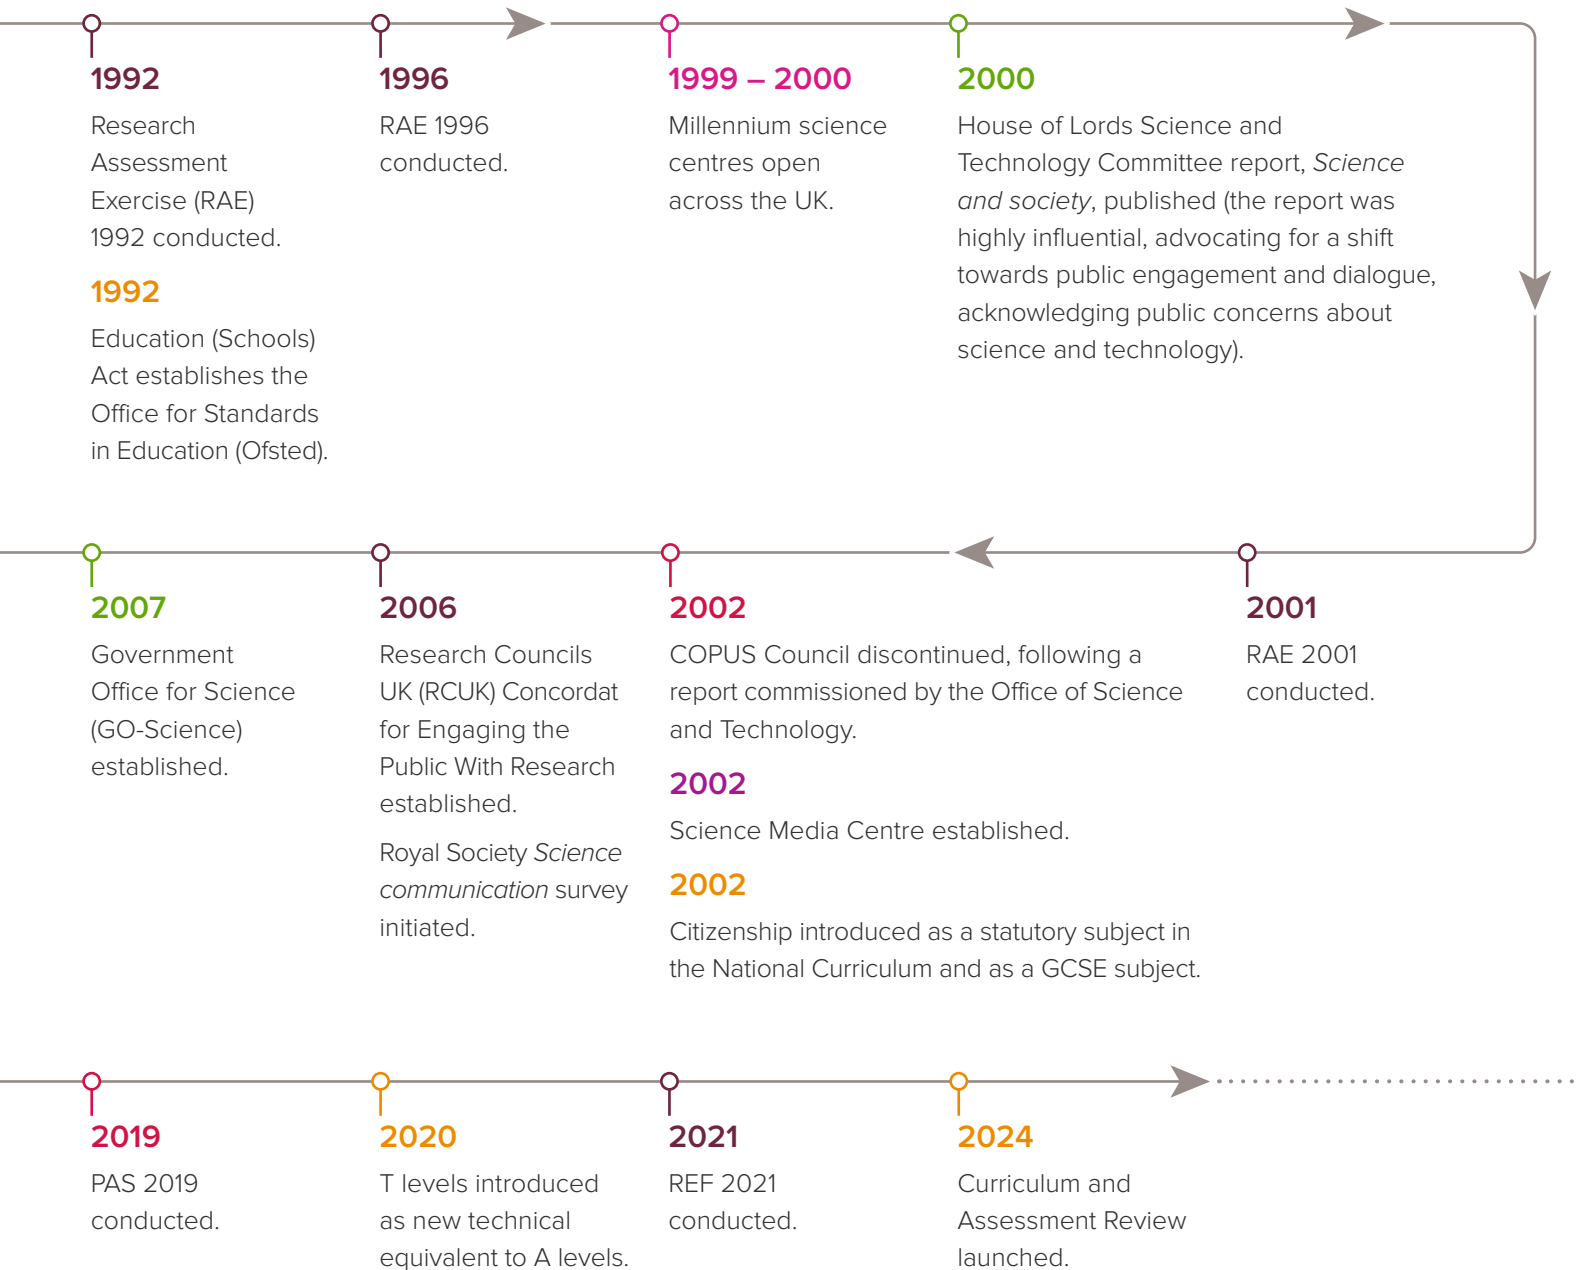 1992
Research
Assessment
Exercise (RAE)
1992 conducted.
1992
Education (Schools)
Act establishes the
Office for Standards
in Education (Ofsted).
1996
RAE 1996
conducted.
1999 – 2000
Millennium science
centres open
across the UK.
2000
House of Lords Science and
Technology Committee report, Science
and society, published (the report was
highly influential, advocating for a shift
towards public engagement and dialogue,
acknowledging public concerns about
science and technology).
2001
RAE 2001
conducted.
2002
COPUS Council discontinued, following a
report commissioned by the Office of Science
and Technology.
2002
Science Media Centre established.
2002
Citizenship introduced as a statutory subject in
the National Curriculum and as a GCSE subject.
2006
Research Councils
UK (RCUK) Concordat
for Engaging the
Public With Research
established.
Royal Society Science
communication survey
initiated.
2007
Government
Office for Science
(GO-Science)
established.
2019
PAS 2019
conducted.
2020
T levels introduced
as new technical
equivalent to A levels.
2021
REF 2021
conducted.
2024
Curriculum and
Assessment Review
launched.